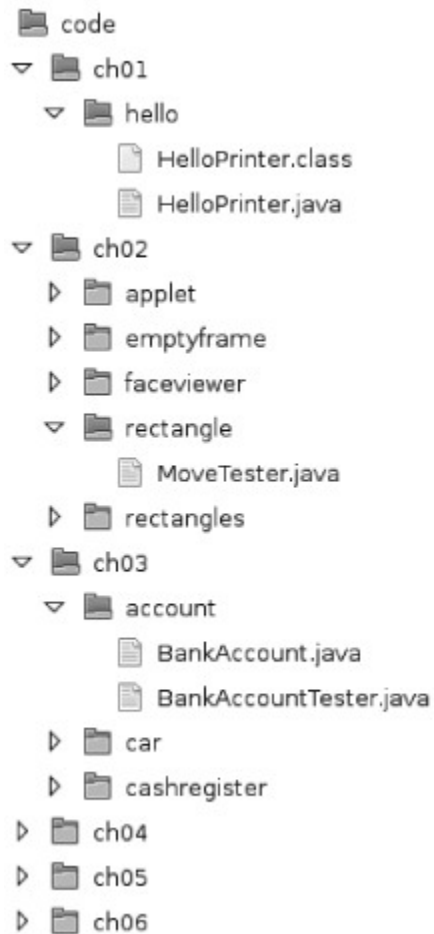 code
ch01
hello
HelloPrinter.class
HelloPrinter.java
ch02
applet
emptyframe
faceviewer
rectangle
MoveTester.java
rectangles
ch03
account
BankAccount.java
BankAccountTester.java
car
cashregister
ch04
ch05
ch06